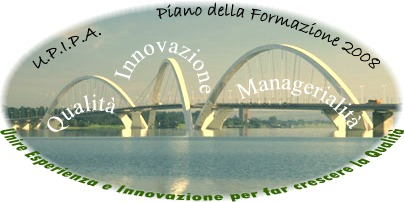 U.P.I.P.A.
Piano della Formazione 2008
Qualità
Innovazione
Managerialità
Unire Esperienza e Innovazione per far crescere la Qualità